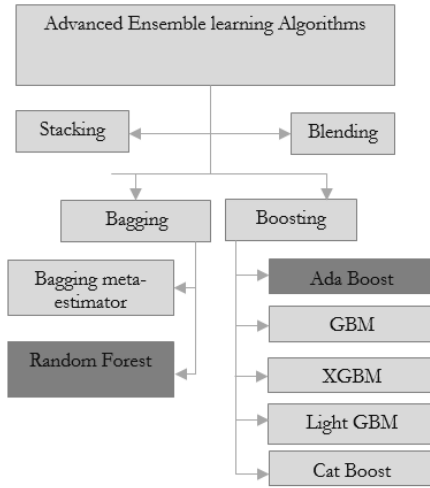 Advanced Ensemble learning Algorithms
Stacking
Blending
Bagging
Boosting
Bagging meta-
estimator
Random Forest
Ada Boost
GBM
XGBM
Light GBM
Cat Boost